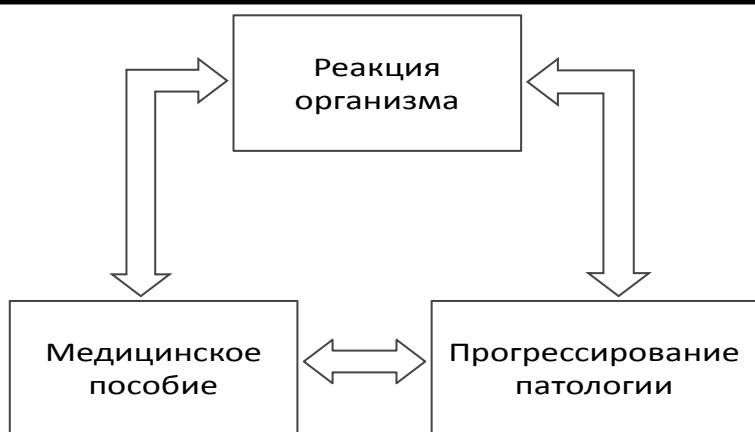 Реакция
организма
Медицинское
пособие
Прогрессирование
патологии